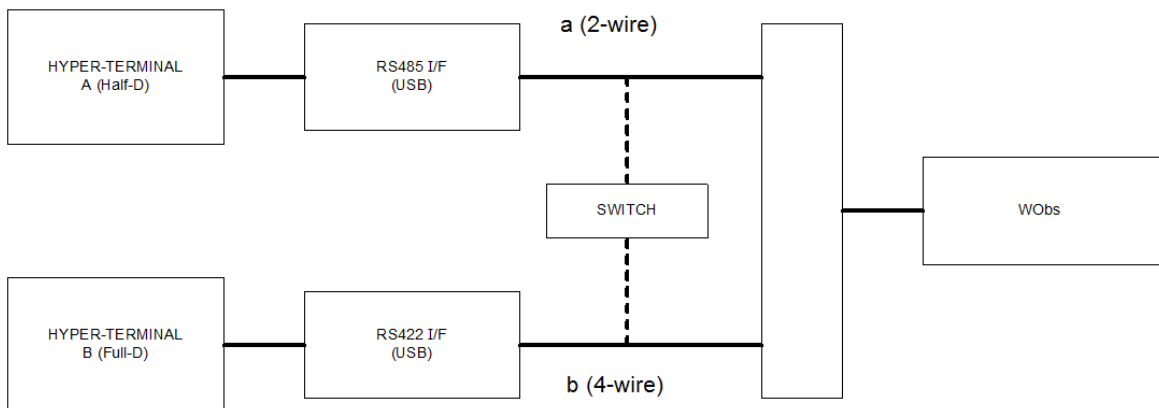 a (2-wire)
HYPER-TERMINAL
A (Half-D)
RS485 I/F
(USB)
SWITCH
WObs
HYPER-TERMINAL
B (Full-D)
RS422 I/F
(USB)
b (4-wire)